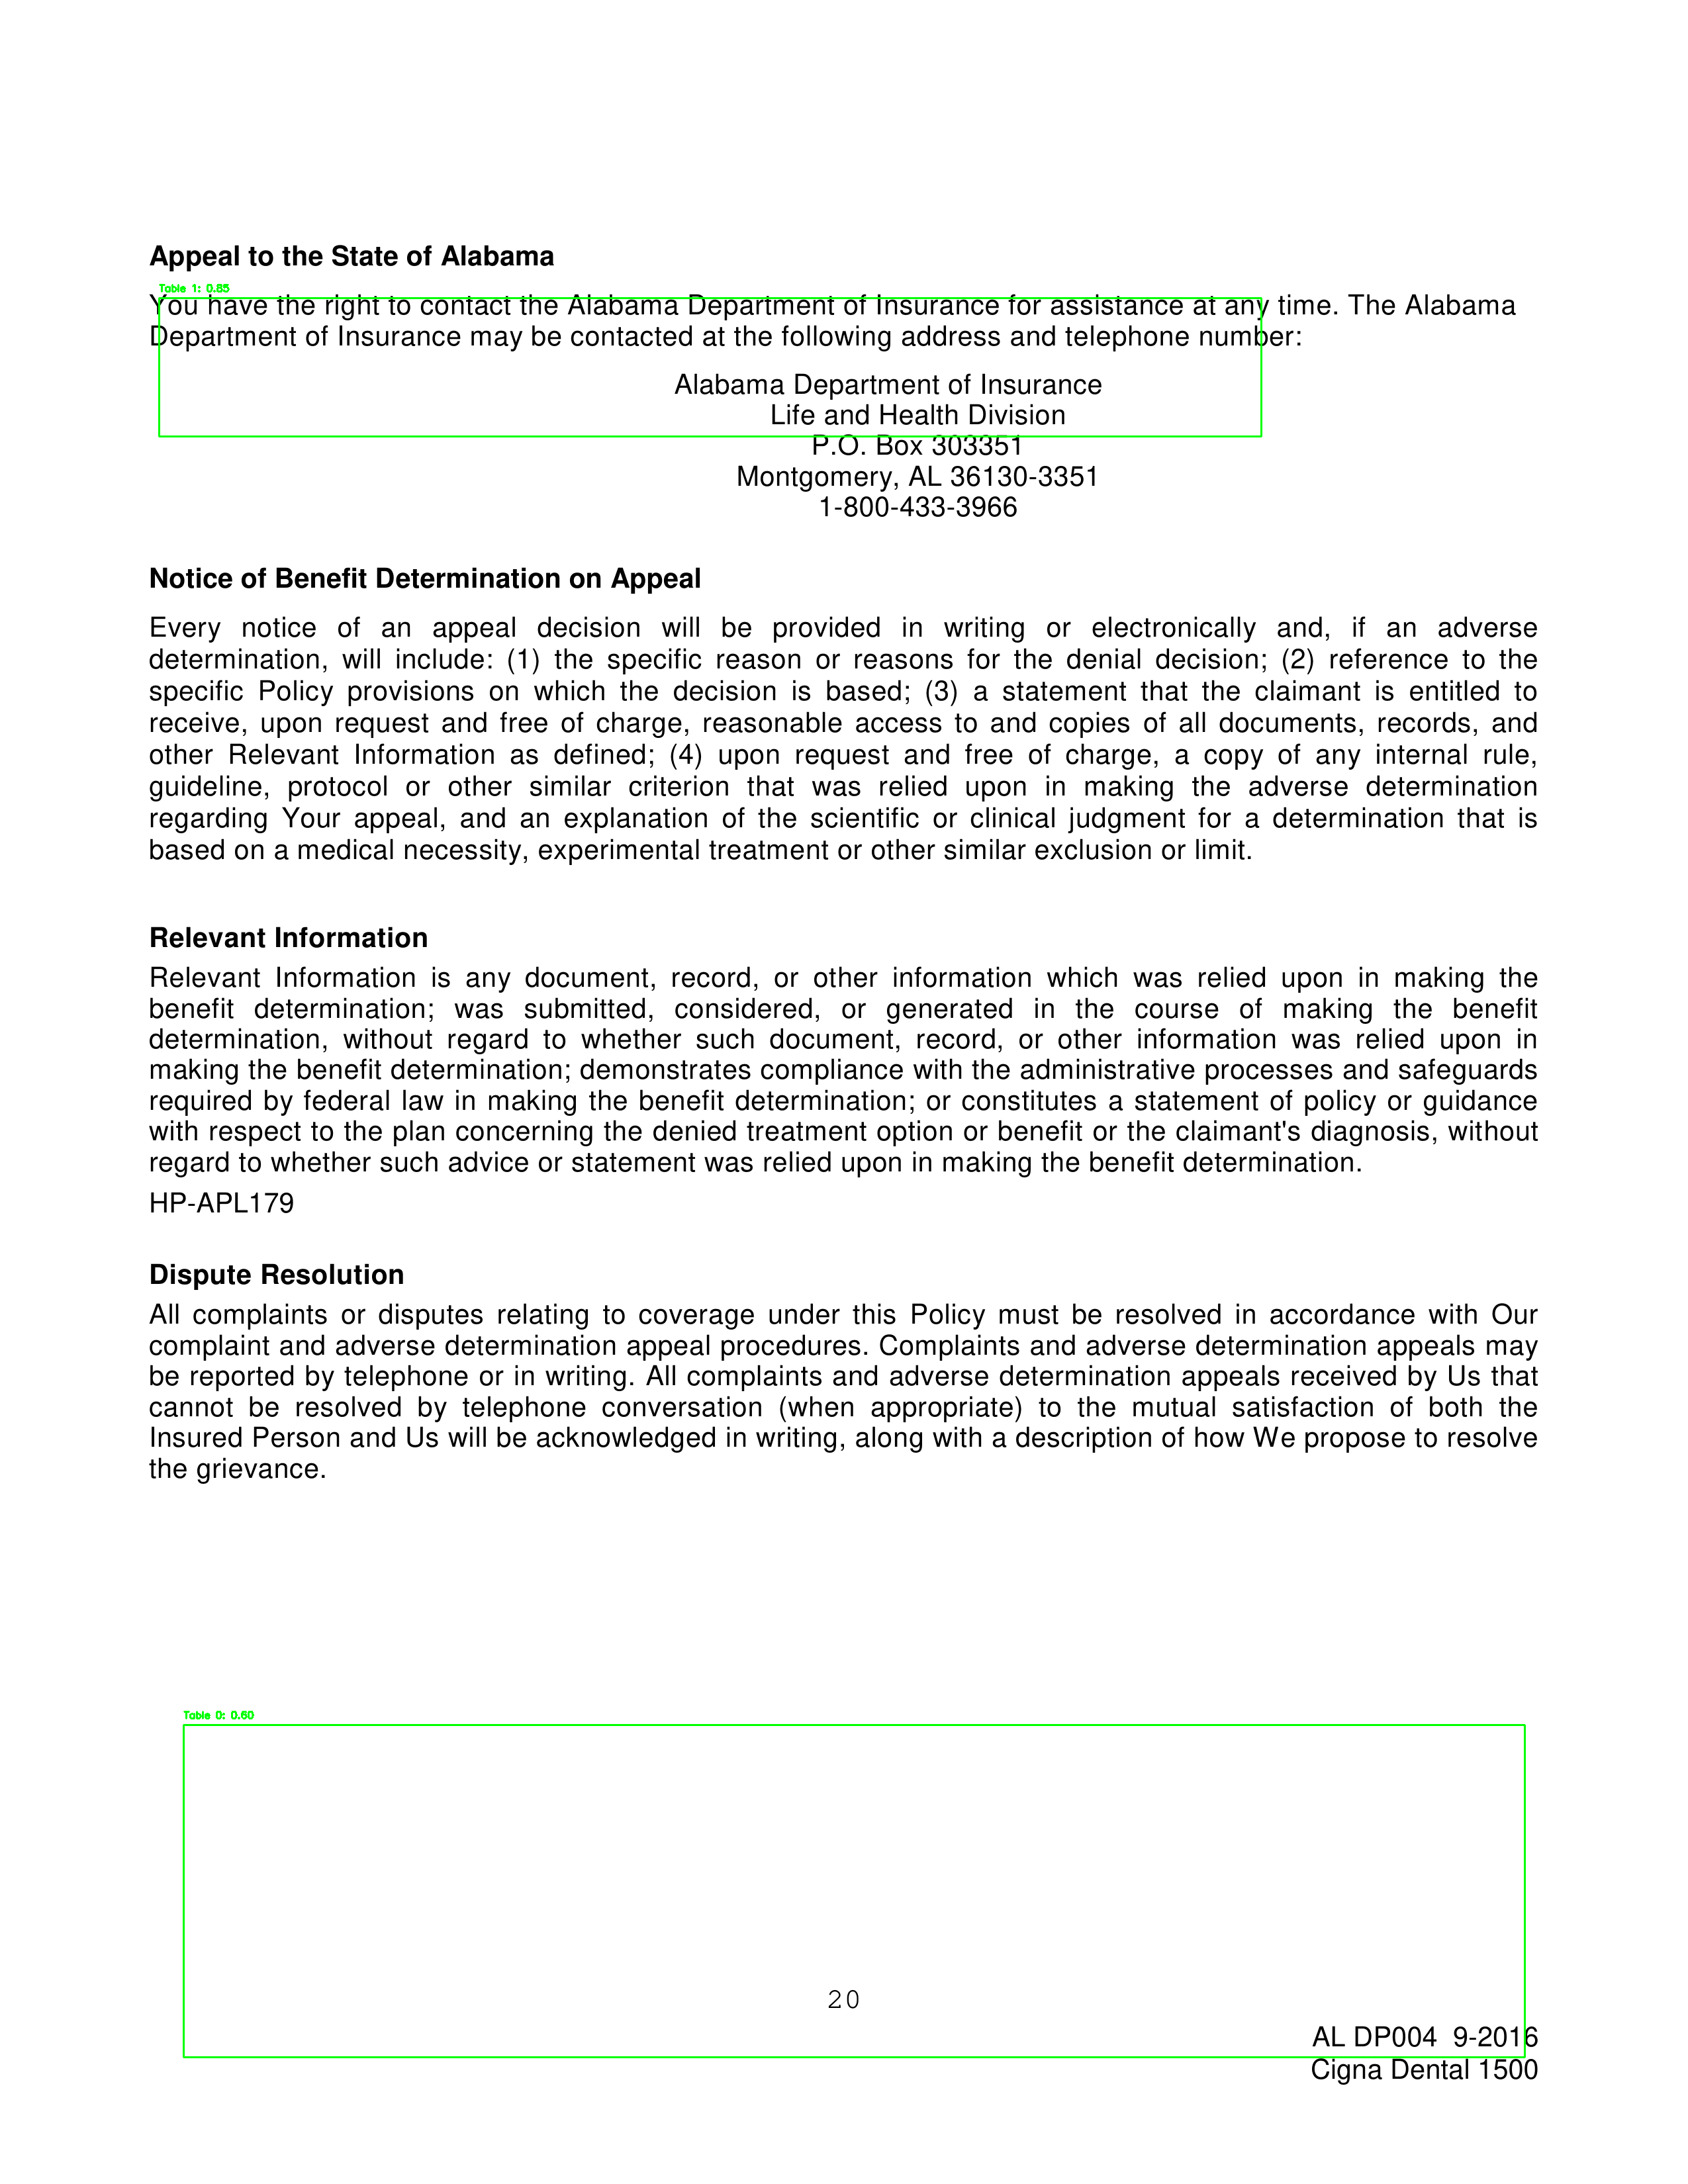 Appeal to the State of Alabama
Table 1: 0.85
You have the right to contact the Alabama Department of Insurance for assistance at any time. The Alabama
Department of Insurance may be contacted at the following address and telephone number:
Alabama Department of Insurance
Life and Health Division
P.O. Box 303351
Montgomery, AL 36130-3351
1-800-433-3966
Notice of Benefit Determination on Appeal
Every notice of an appeal decision will be provided in writing or electronically and, if an adverse
determination, will include: (1) the specific reason or reasons for the denial decision; (2) reference to the
specific Policy provisions on which the decision is based; (3) a statement that the claimant is entitled to
receive, upon request and free of charge, reasonable access to and copies of all documents, records, and
other Relevant Information as defined; (4) upon request and free of charge, a copy of any internal rule,
guideline, protocol or other similar criterion that was relied upon in making the adverse determination
regarding Your appeal, and an explanation of the scientific or clinical judgment for a determination that is
based on a medical necessity, experimental treatment or other similar exclusion or limit.
Relevant Information
Relevant Information is any document, record, or other information which was relied upon in making the
benefit determination; was submitted, considered, or generated in the course of making the benefit
determination, without regard to whether such document, record, or other information was relied upon in
making the benefit determination; demonstrates compliance with the administrative processes and safeguards
required by federal law in making the benefit determination; or constitutes a statement of policy or guidance
with respect to the plan concerning the denied treatment option or benefit or the claimant's diagnosis, without
regard to whether such advice or statement was relied upon in making the benefit determination.
HP-APL179
Dispute Resolution
All complaints or disputes relating to coverage under this Policy must be resolved in accordance with Our
complaint and adverse determination appeal procedures. Complaints and adverse determination appeals may
be reported by telephone or in writing. All complaints and adverse determination appeals received by Us that
cannot be resolved by telephone conversation (when appropriate) to the mutual satisfaction of both the
Insured Person and Us will be acknowledged in writing, along with a description of how We propose to resolve
the grievance.
Table 0: 0.60
20
AL DP004  9-2016
Cigna Dental 1500